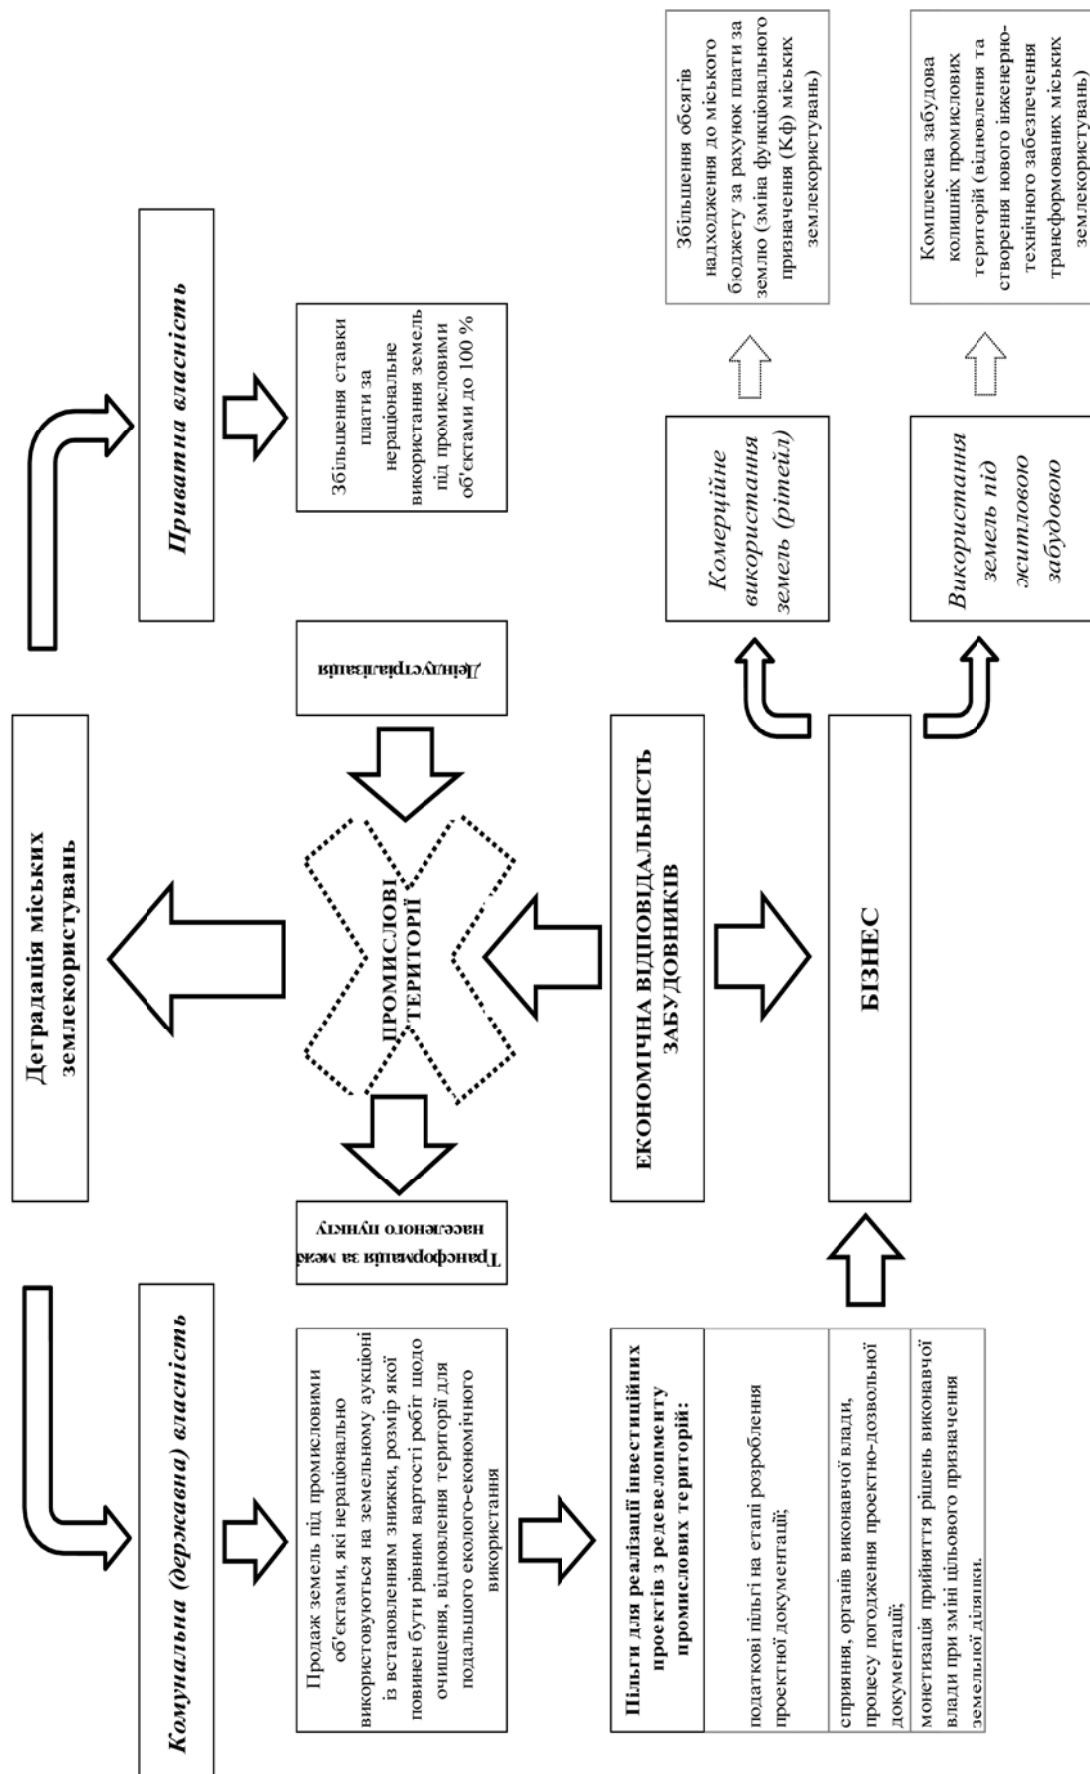 Деградація міських
землекористувань
Комунальна (державна) власність
Приватна власність
Продаж земель під промисловими
об'єктами, які нераціонально
використовуються на земельному аукціоні
із встановленням знижки, розмір якої
повинен бути рівним вартості робіт щодо
очищення, відновлення території для
подальшого еколого-економічного
використання
Трансформація за межі
населеного пункту
ПРОМИСЛОВІ
ТЕРИТОРІЇ
Деіндустріалізація
Збільшення ставки
плати за
нераціональне
використання земель
під промисловими
об'єктами до 100 %
Пільги для реалізації інвестиційних
проектів з редевелопменту
промислових територій:
податкові пільги на етапі розроблення
проектної документації;
сприяння, органів виконавчої влади,
процесу погодження проектно-дозвільної
документації;
монетизація прийняття рішень виконавчої
влади при зміні цільового призначення
земельної ділянки.
ЕКОНОМІЧНА ВІДПОВІДАЛЬНІСТЬ
ЗАБУДОВНИКІВ
БІЗНЕС
Комерційне
використання
земель (рітейл)
Збільшення обсягів
надходження до міського
бюджету за рахунок плати за
землю (зміна функціонального
призначення (Кф) міських
землекористувань)
Використання
земель під
житловою
забудовою
Комплексна забудова
колишніх промислових
територій (відновлення та
створення нового інженерно-
технічного забезпечення
трансформованих міських
землекористувань)